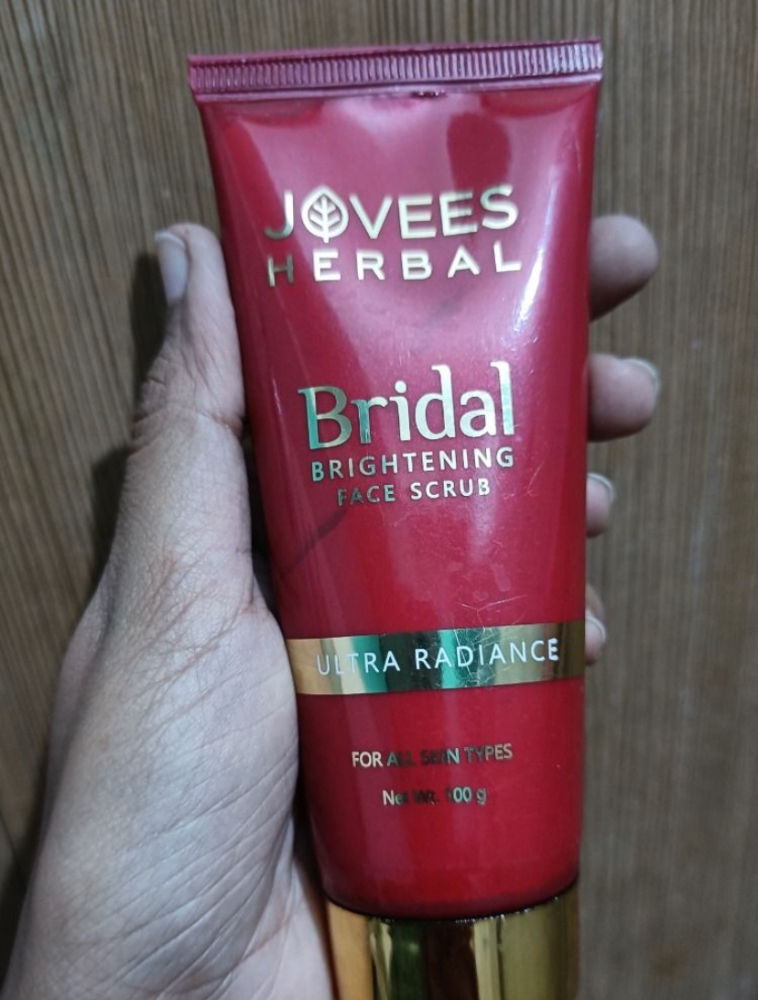 JOVEES
HERBAL
Bridal
BRIGHTENING
FACE SCRUB
ULTRA RADIANCE
FOR ALL SKIN TYPES
Net Wt. 100 g